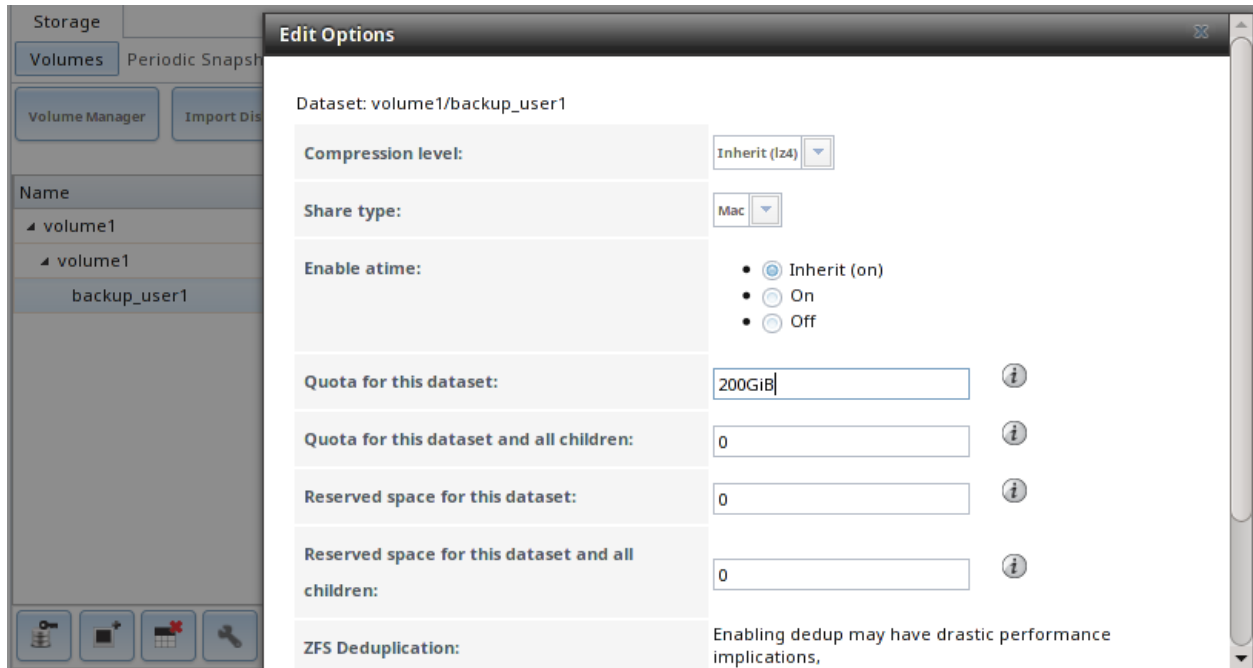 Storage
Volumes
Periodic Snapsh
Volume Manager
Import Dis
Name
volume1
volume1
backup_user1
Edit Options
Dataset: volume1/backup_user1
Compression level:
Inherit (lz4)
Share type:
Mac
Enable atime:
Inherit (on)
On
Off
Quota for this dataset:
200GiB
Quota for this dataset and all children:
0
Reserved space for this dataset:
0
Reserved space for this dataset and all
children:
0
ZFS Deduplication:
Enabling dedup may have drastic performance
implications,